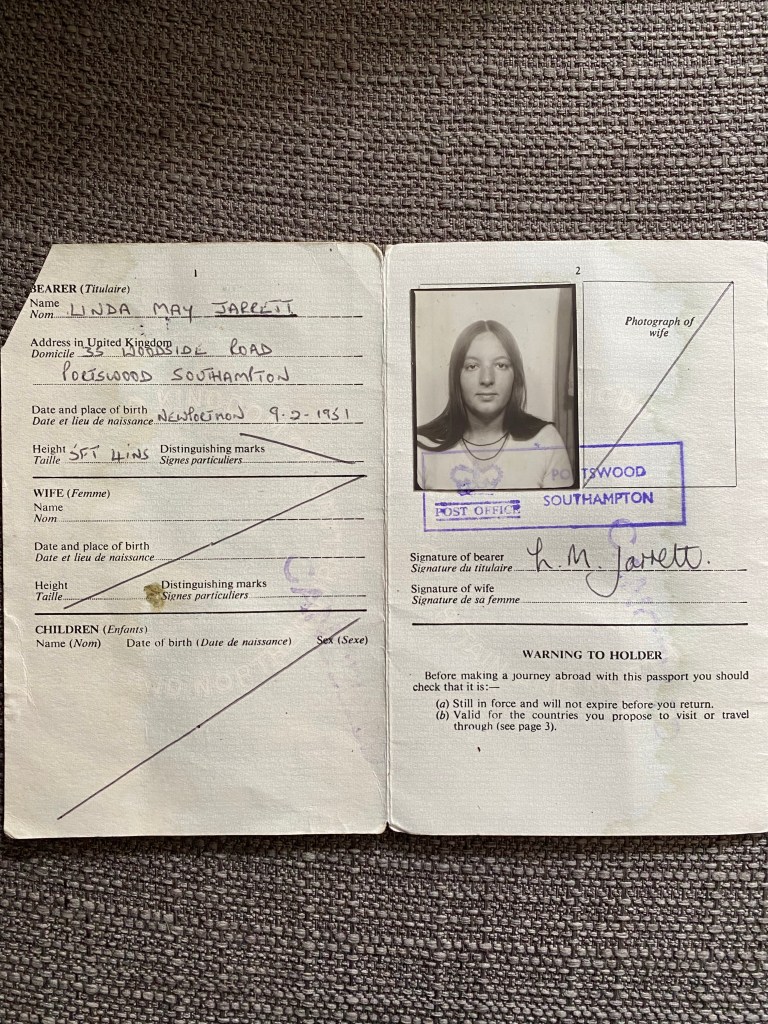 1
BEARER (Titulaire)
Name
Nom LINDA MAY JARRETT
Address in United Kingdom
Domicile 35 WOODSIDE ROAD
PORTSWOOD SOUTHAMPTON
Date and place of birth
Date et lieu de naissance 9-2-1951
Height Distinguishing marks
Taille 5FT 4INS Signes particuliers
WIFE (Femme)
Name
Nom
Date and place of birth
Date et lieu de naissance
Height Distinguishing marks
Taille Signes particuliers
CHILDREN (Enfants)
Name (Nom) Date of birth (Date de naissance) Sex (Sexe)
2
Photograph of
wife
PORTSWOOD
POST OFFICE SOUTHAMPTON
Signature of bearer
Signature du titulaire L. M. Jarrett.
Signature of wife
Signature de sa femme
WARNING TO HOLDER
Before making a journey abroad with this passport you should
check that it is:—
(a) Still in force and will not expire before you return.
(b) Valid for the countries you propose to visit or travel
through (see page 3).